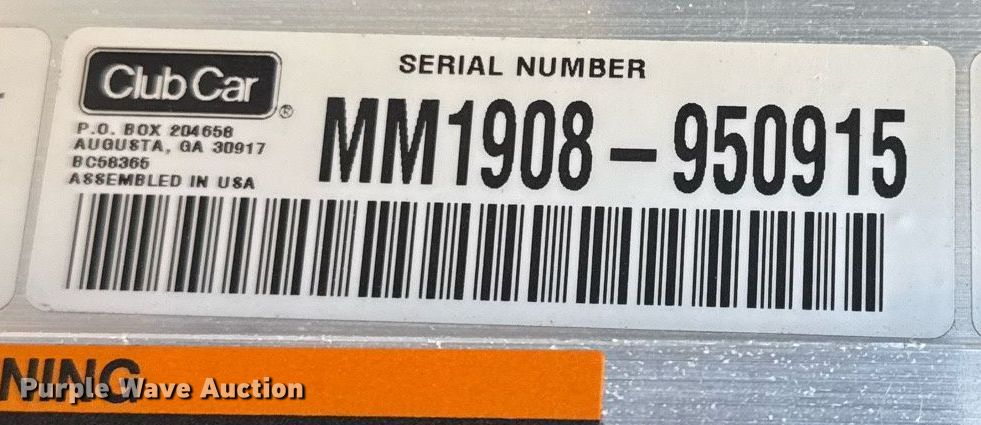 Club Car
®
P.O. BOX 204658
AUGUSTA, GA 30917
BC58365
ASSEMBLED IN USA
SERIAL NUMBER
MM1908-950915
NING
Purple Wave Auction